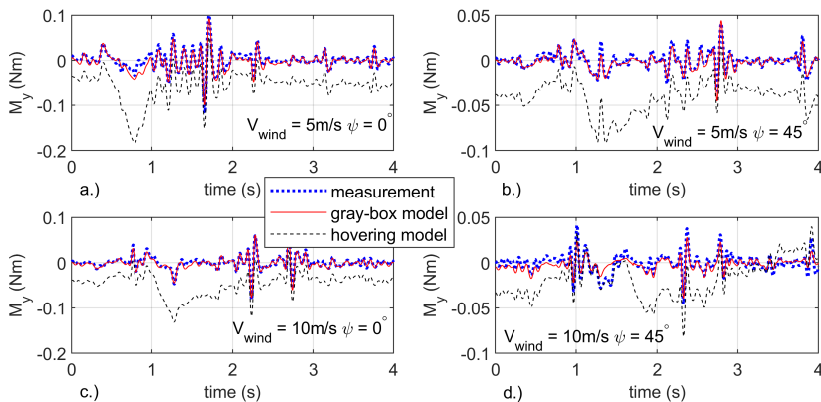 0.1
0
-0.1
-0.2
M_y (Nm)
V_wind = 5m/s ψ = 0°
0 1 2 3 4
a.) time (s)
0.05
0
-0.05
-0.1
M_y (Nm)
V_wind = 5m/s ψ = 45°
0 1 2 3 4
b.) time (s)
measurement
gray-box model
hovering model
0.1
0
-0.1
-0.2
M_y (Nm)
V_wind = 10m/s ψ = 0°
0 1 2 3 4
c.) time (s)
0.05
0
-0.05
-0.1
M_y (Nm)
V_wind = 10m/s ψ = 45°
0 1 2 3 4
d.) time (s)